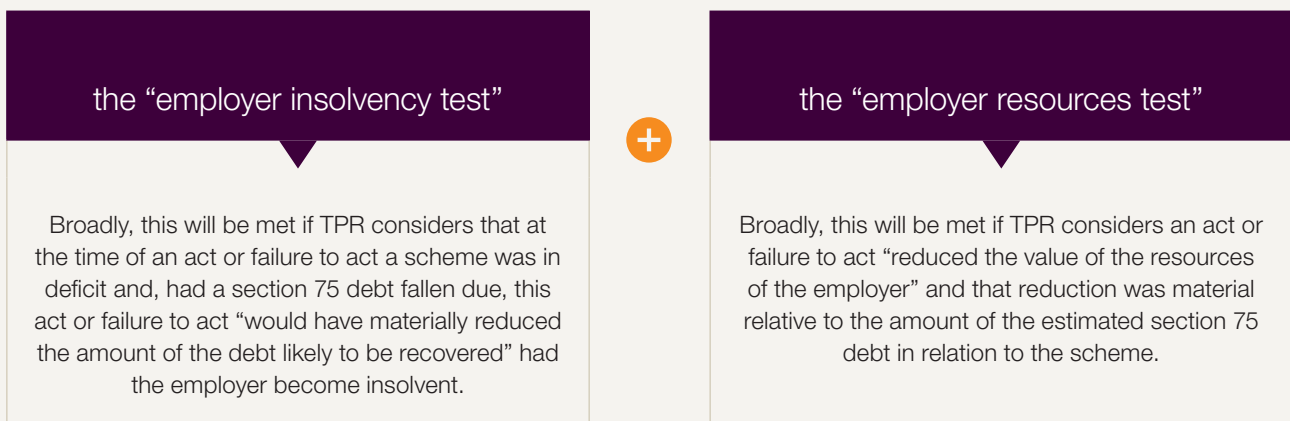 the “employer insolvency test”
Broadly, this will be met if TPR considers that at
the time of an act or failure to act a scheme was in
deficit and, had a section 75 debt fallen due, this
act or failure to act “would have materially reduced
the amount of the debt likely to be recovered” had
the employer become insolvent.
+
the “employer resources test”
Broadly, this will be met if TPR considers an act or
failure to act “reduced the value of the resources
of the employer” and that reduction was material
relative to the amount of the estimated section 75
debt in relation to the scheme.